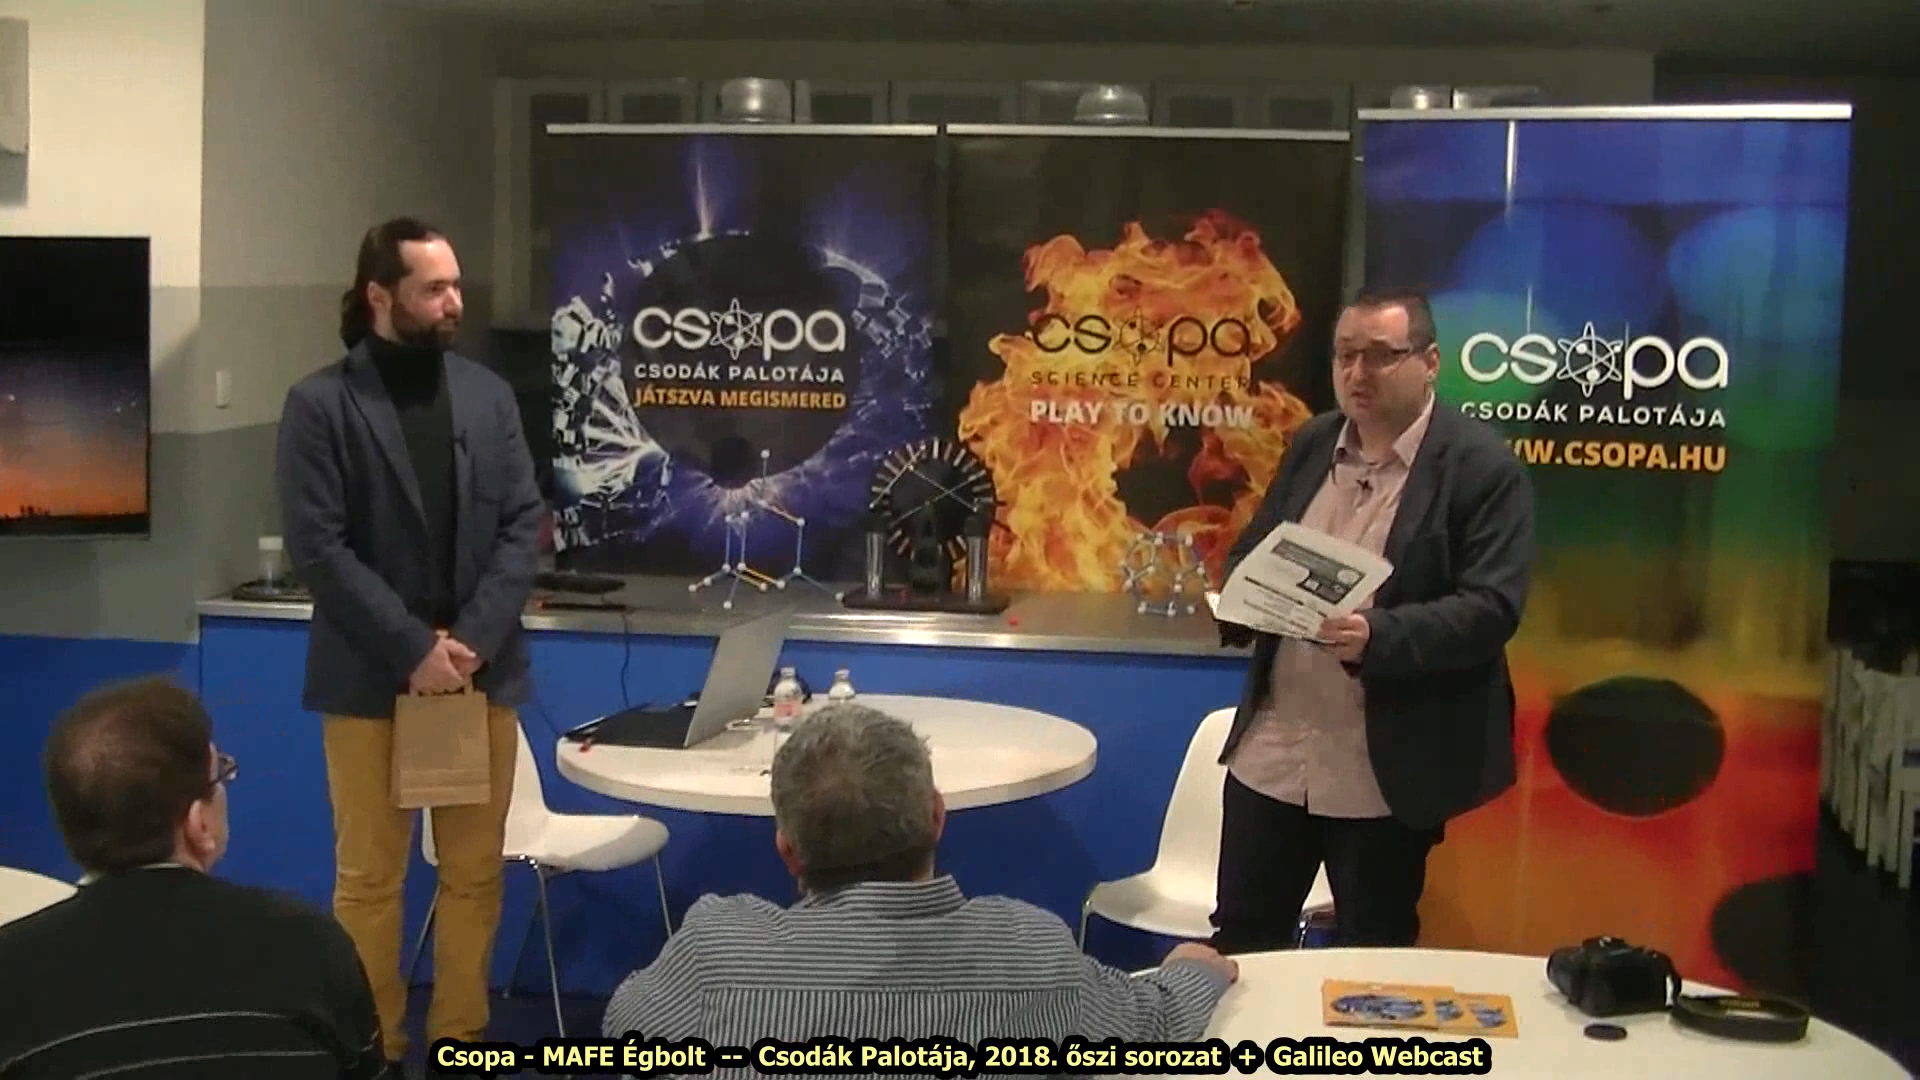 csopa
CSODÁK PALOTÁJA
JÁTSZVA MEGISMERED
csopa
SCIENCE CENTER
PLAY TO KNOW
csopa
CSODÁK PALOTÁJA
WWW.CSOPA.HU
Csopa - MAFE Égbolt -- Csodák Palotája, 2018. őszi sorozat + Galileo Webcast